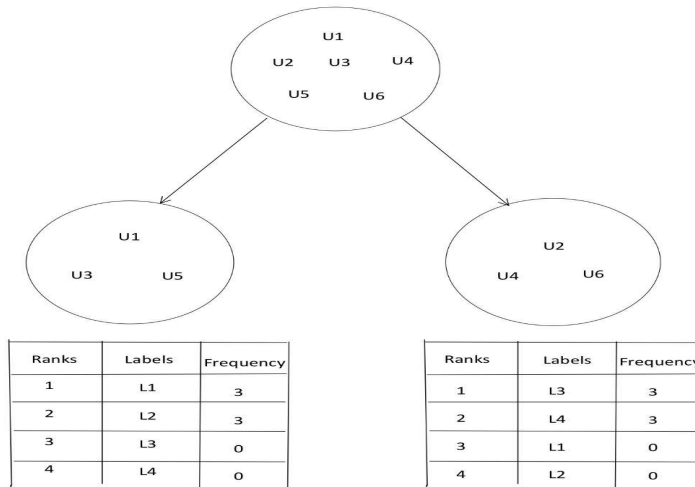 U1
U2 U3 U4
U5 U6
U1
U3 U5
U2
U4 U6
Ranks Labels Frequency
1 L1 3
2 L2 3
3 L3 0
4 L4 0
Ranks Labels Frequency
1 L3 3
2 L4 3
3 L1 0
4 L2 0